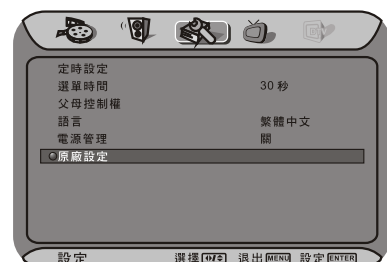 定時設定
選單時間 30 秒
父母控制權
語言 繁體中文
電源管理 關
原廠設定
設定 選擇 退出 MENU 設定 ENTER